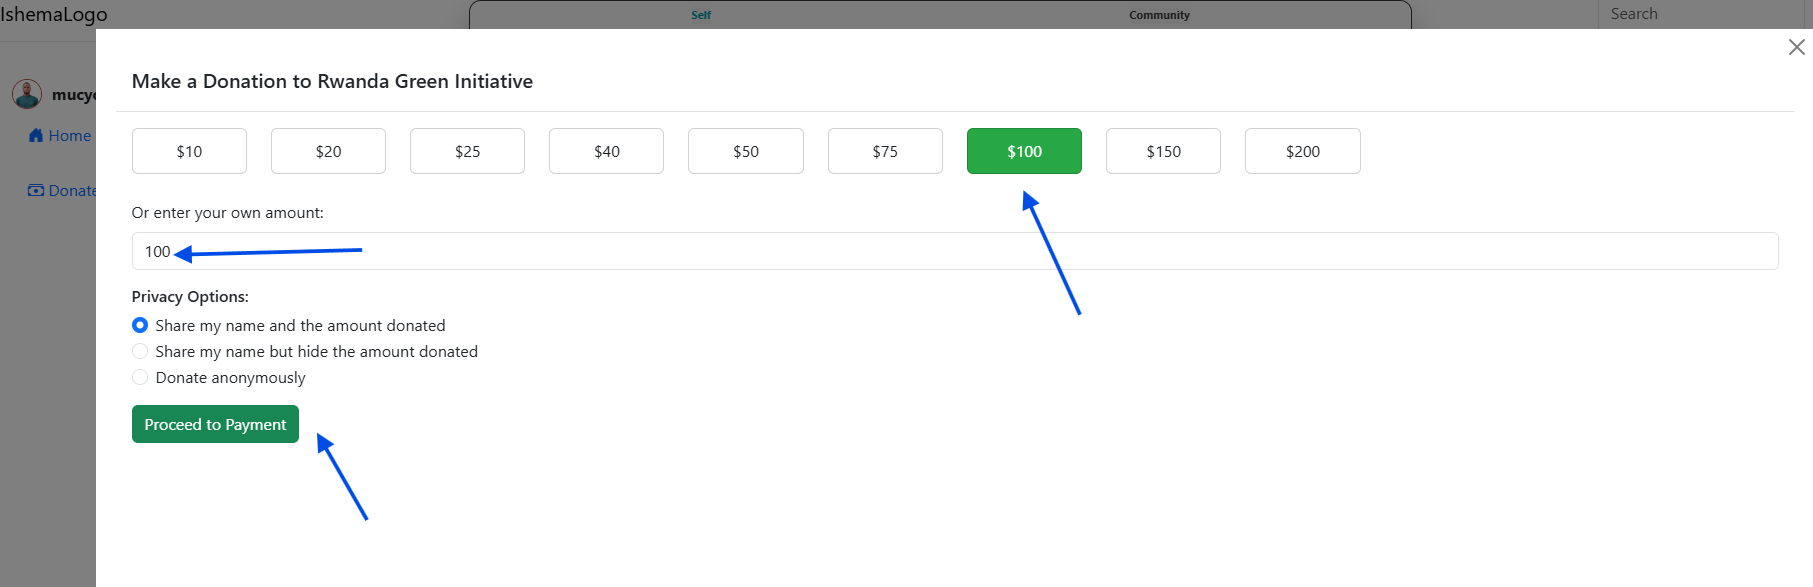 IshemaLogo
Self
Community
Search
Make a Donation to Rwanda Green Initiative
mucyo
Home
$10 $20 $25 $40 $50 $75 $100 $150 $200
Donate
Or enter your own amount:
100
Privacy Options:
Share my name and the amount donated
Share my name but hide the amount donated
Donate anonymously
Proceed to Payment